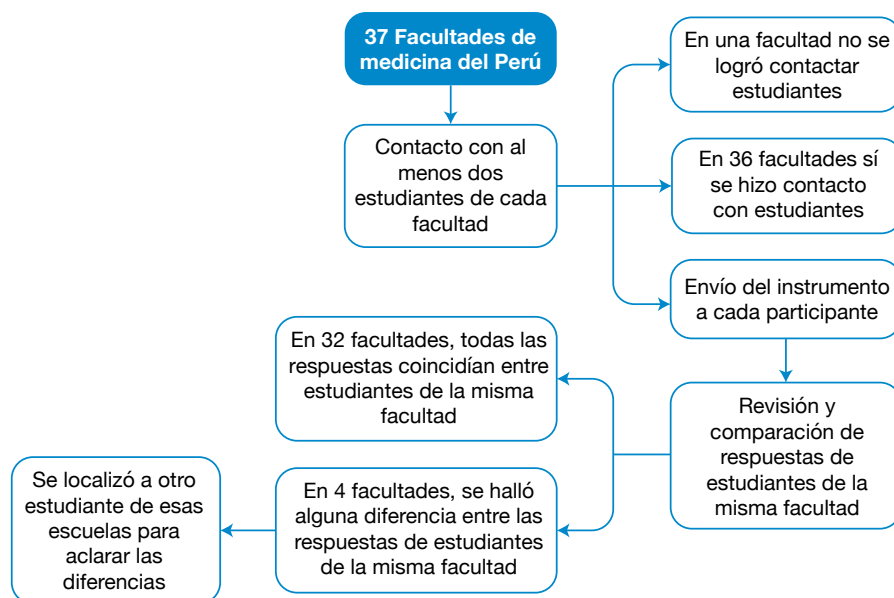 37 Facultades de
medicina del Perú
Contacto con al
menos dos
estudiantes de cada
facultad
En una facultad no se
logró contactar
estudiantes
En 36 facultades sí
se hizo contacto
con estudiantes
Envío del instrumento
a cada participante
Revisión y
comparación de
respuestas de
estudiantes de la
misma facultad
En 32 facultades, todas las
respuestas coincidían entre
estudiantes de la misma
facultad
En 4 facultades, se halló
alguna diferencia entre las
respuestas de estudiantes
de la misma facultad
Se localizó a otro
estudiante de esas
escuelas para
aclarar las
diferencias